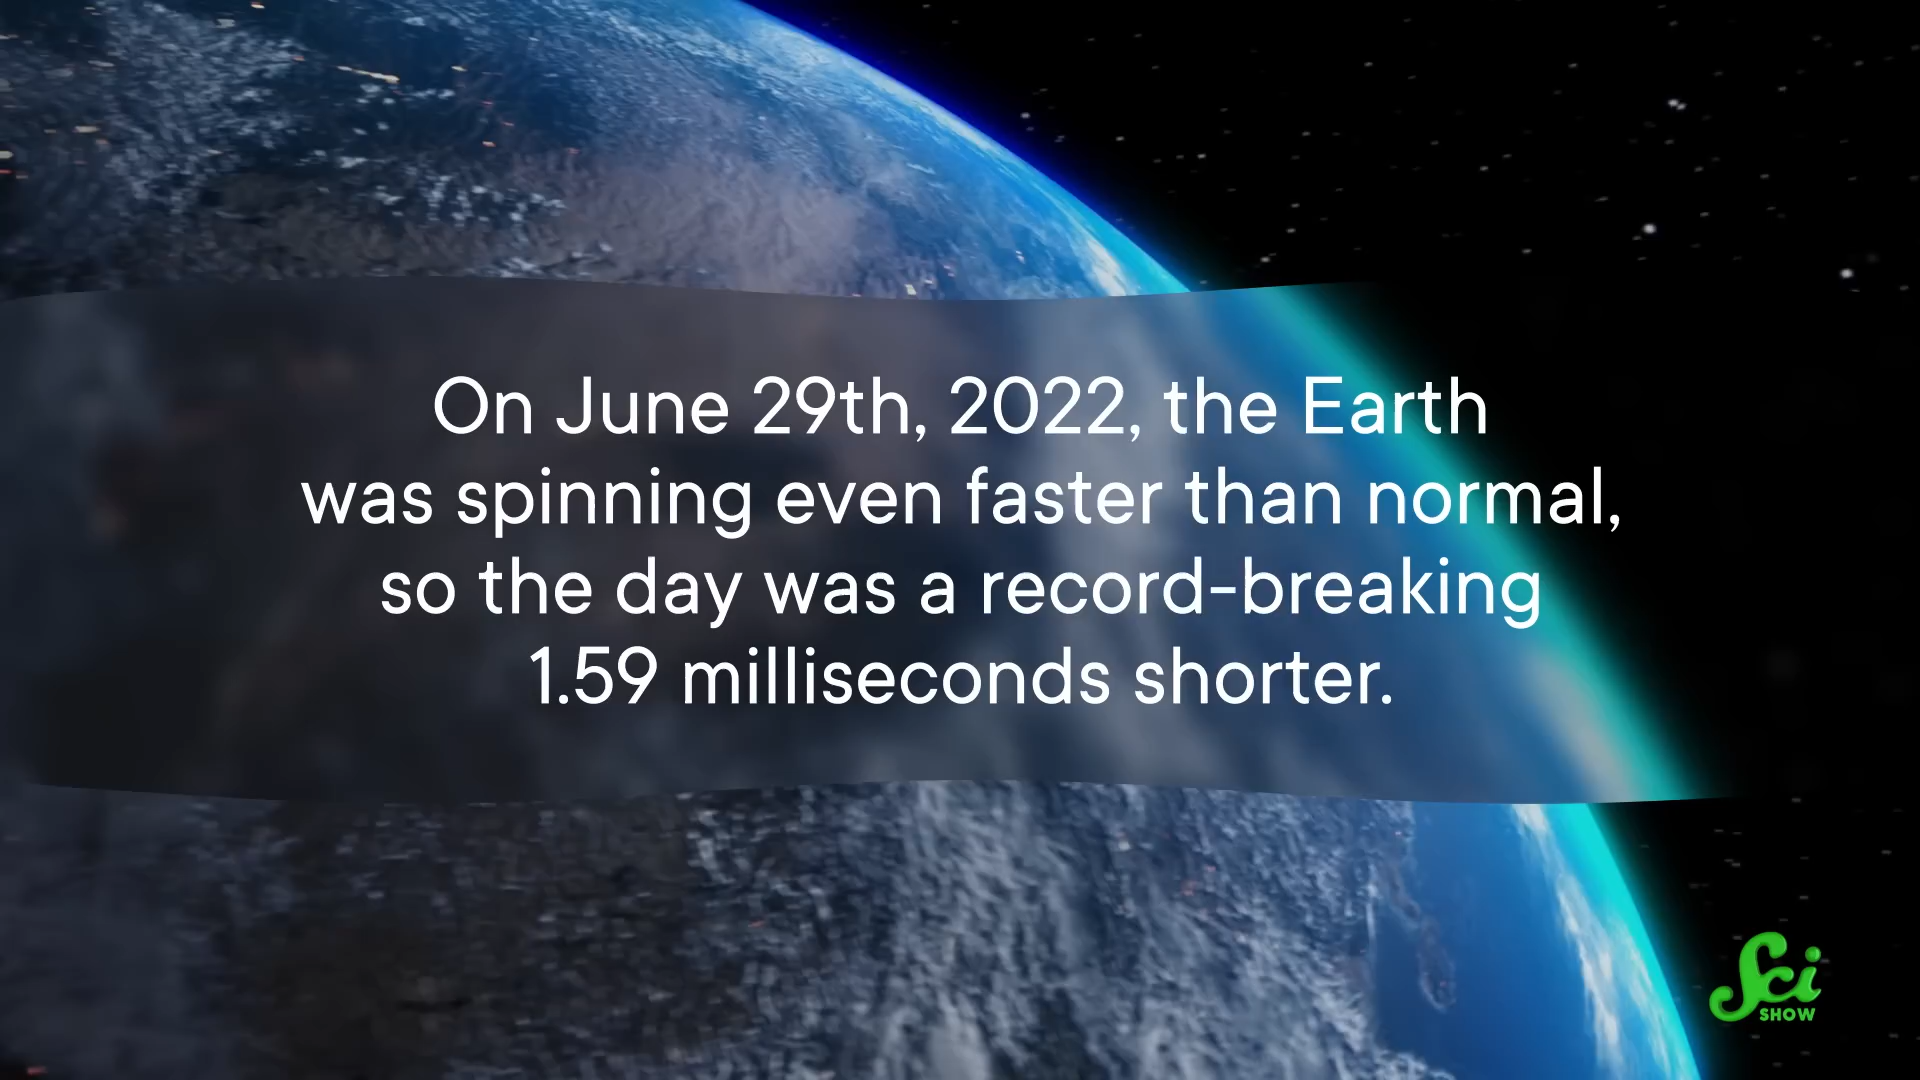 On June 29th, 2022, the Earth
was spinning even faster than normal,
so the day was a record-breaking
1.59 milliseconds shorter.
Sci
SHOW